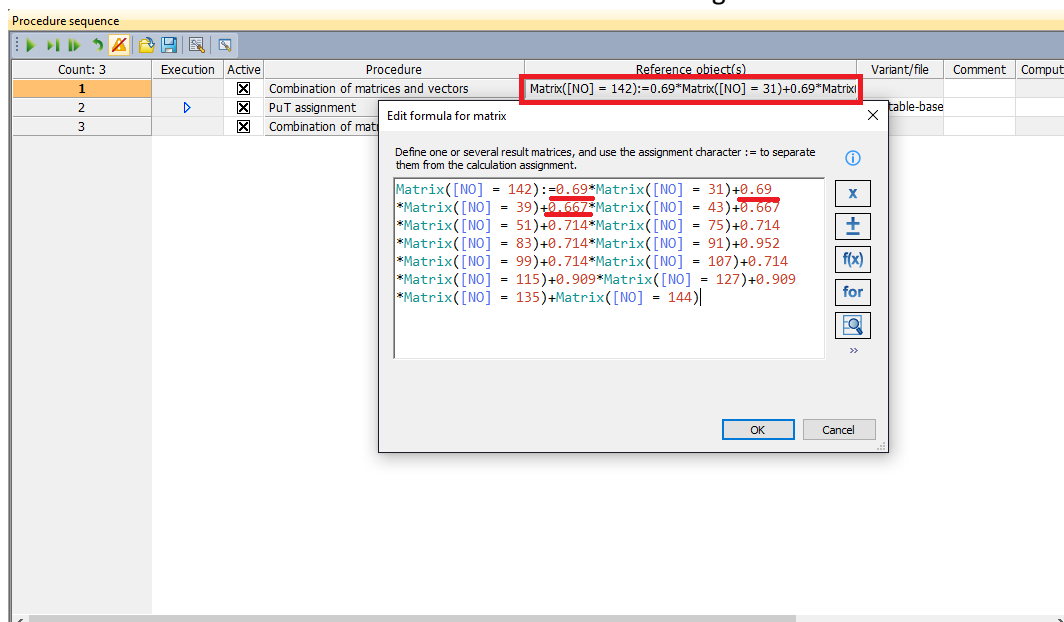 Procedure sequence
Count: 3 Execution Active Procedure Reference object(s) Variant/file Comment Comput
1 Combination of matrices and vectors Matrix([NO] = 142):=0.69*Matrix([NO] = 31)+0.69*Matrix(
2 PuT assignment table-base
3 Combination of mat
Edit formula for matrix
Define one or several result matrices, and use the assignment character := to separate
them from the calculation assignment.
Matrix([NO] = 142):=0.69*Matrix([NO] = 31)+0.69
*Matrix([NO] = 39)+0.667*Matrix([NO] = 43)+0.667
*Matrix([NO] = 51)+0.714*Matrix([NO] = 75)+0.714
*Matrix([NO] = 83)+0.714*Matrix([NO] = 91)+0.952
*Matrix([NO] = 99)+0.714*Matrix([NO] = 107)+0.714
*Matrix([NO] = 115)+0.909*Matrix([NO] = 127)+0.909
*Matrix([NO] = 135)+Matrix([NO] = 144)
x
±
f(x)
for
OK Cancel